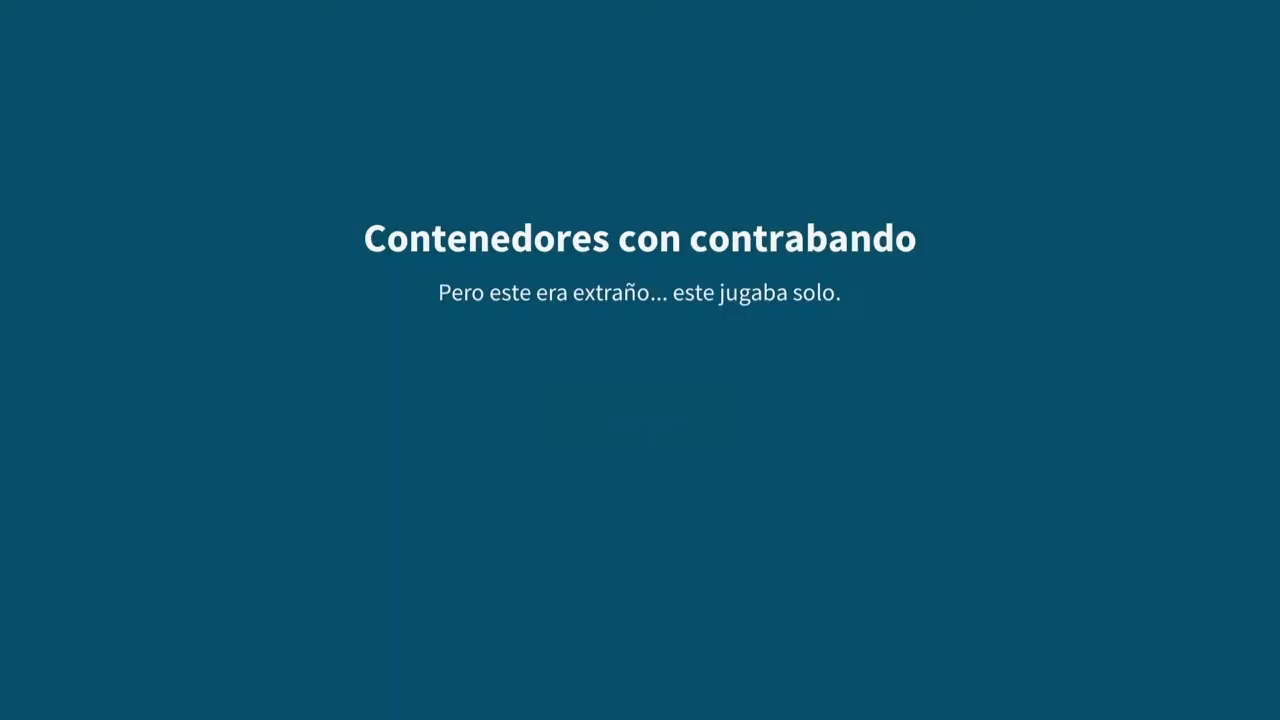 Contenedores con contrabando
Pero este era extraño... este jugaba solo.